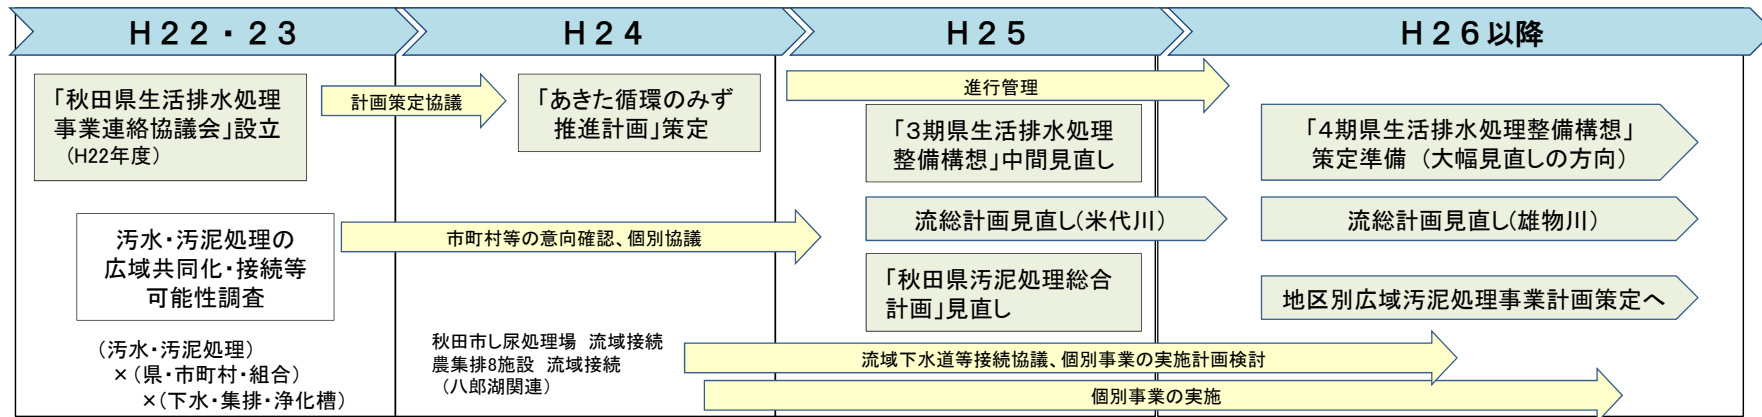 H22・23
H24
H25
H26以降
「秋田県生活排水処理
事業連絡協議会」設立
(H22年度)
計画策定協議
「あきた循環のみず
推進計画」策定
進行管理
「3期県生活排水処理
整備構想」中間見直し
「4期県生活排水処理整備構想」
策定準備（大幅見直しの方向）
汚水・汚泥処理の
広域共同化・接続等
可能性調査
市町村等の意向確認、個別協議
流総計画見直し(米代川)
流総計画見直し(雄物川)
「秋田県汚泥処理総合
計画」見直し
地区別広域汚泥処理事業計画策定へ
（汚水・汚泥処理）
×（県・市町村・組合）
×（下水・集排・浄化槽）
秋田市し尿処理場　流域接続
農集排8施設　流域接続
（八郎湖関連）
流域下水道等接続協議、個別事業の実施計画検討
個別事業の実施